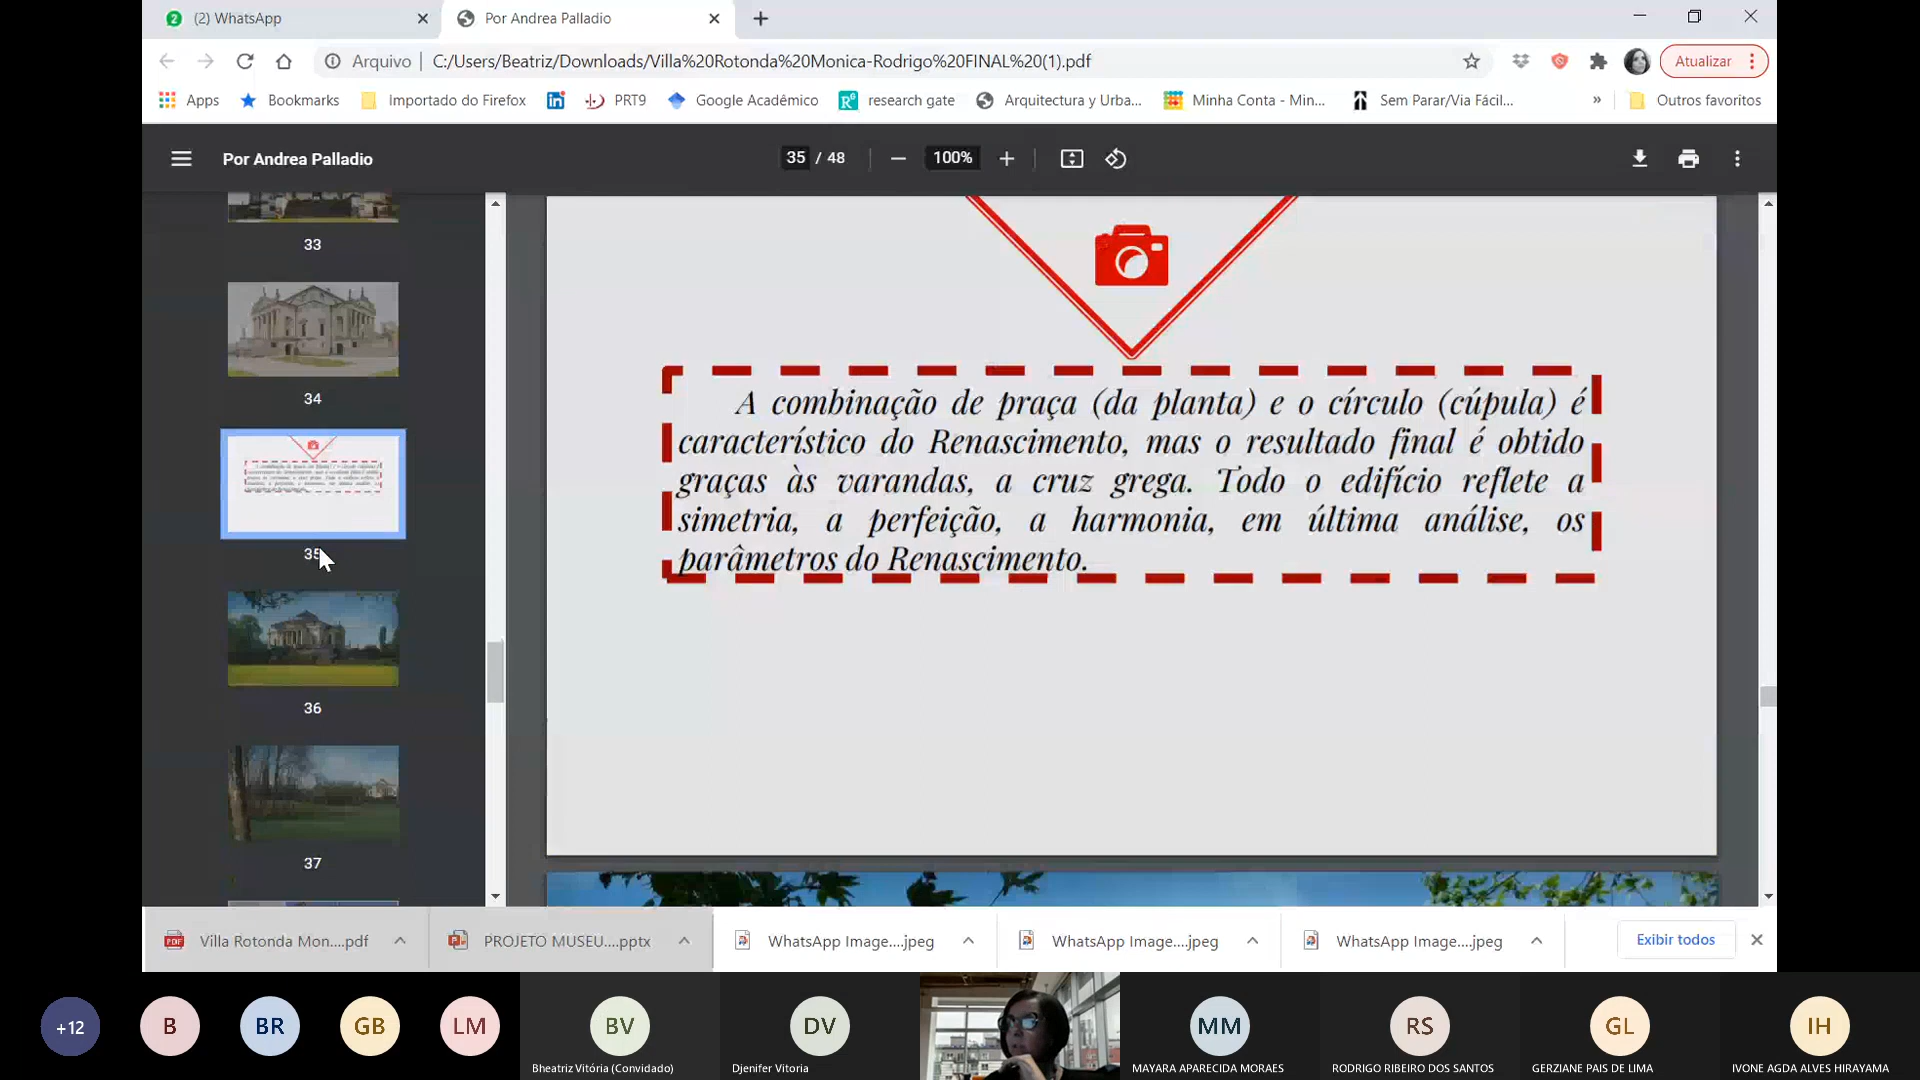 (2) WhatsApp
Por Andrea Palladio
Arquivo
C:/Users/Beatriz/Downloads/Villa%20Rotonda%20Monica-Rodrigo%20FINAL%20(1).pdf
Atualizar
Apps
Bookmarks
Importado do Firefox
PRT9
Google Acadêmico
research gate
Arquitectura y Urba...
Minha Conta - Min...
Sem Parar/Via Fácil...
»
Outros favoritos
Por Andrea Palladio
35 / 48
100%
33
34
35
36
37
A combinação de praça (da planta) e o círculo (cúpula) é
característico do Renascimento, mas o resultado final é obtido
graças às varandas, a cruz grega. Todo o edifício reflete a
simetria, a perfeição, a harmonia, em última análise, os
parâmetros do Renascimento.
Villa Rotonda Mon....pdf
PROJETO MUSEU....pptx
WhatsApp Image....jpeg
WhatsApp Image....jpeg
WhatsApp Image....jpeg
Exibir todos
+12
B
BR
GB
LM
BV
DV
MM
RS
GL
IH
Bheatriz Vitória (Convidado)
Djenifer Vitoria
MAYARA APARECIDA MORAES
RODRIGO RIBEIRO DOS SANTOS
GERZIANE PAIS DE LIMA
IVONE AGDA ALVES HIRAYAMA